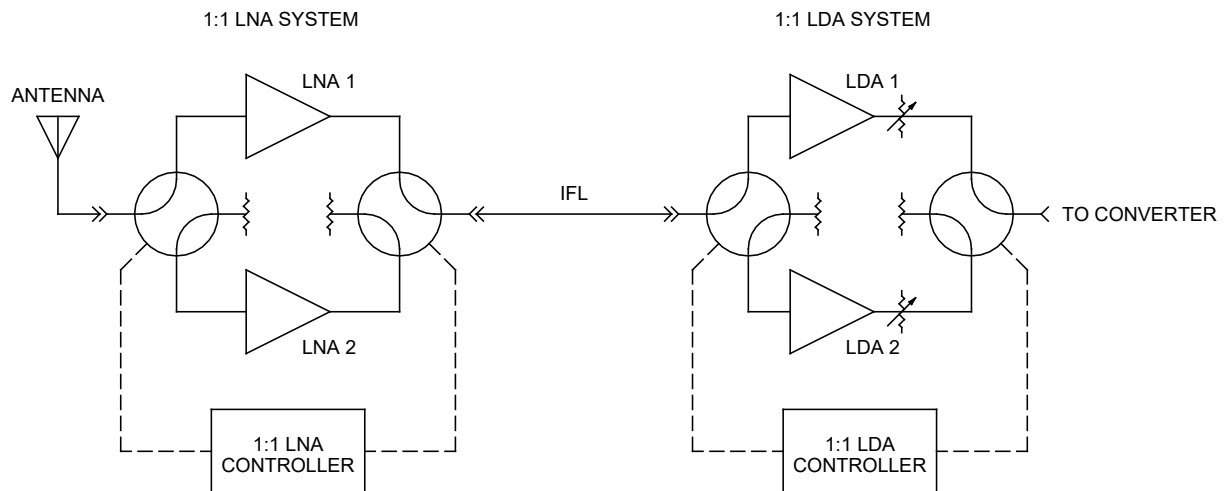 1:1 LNA SYSTEM
1:1 LDA SYSTEM
ANTENNA
LNA 1
LDA 1
IFL
TO CONVERTER
LNA 2
LDA 2
1:1 LNA
CONTROLLER
1:1 LDA
CONTROLLER